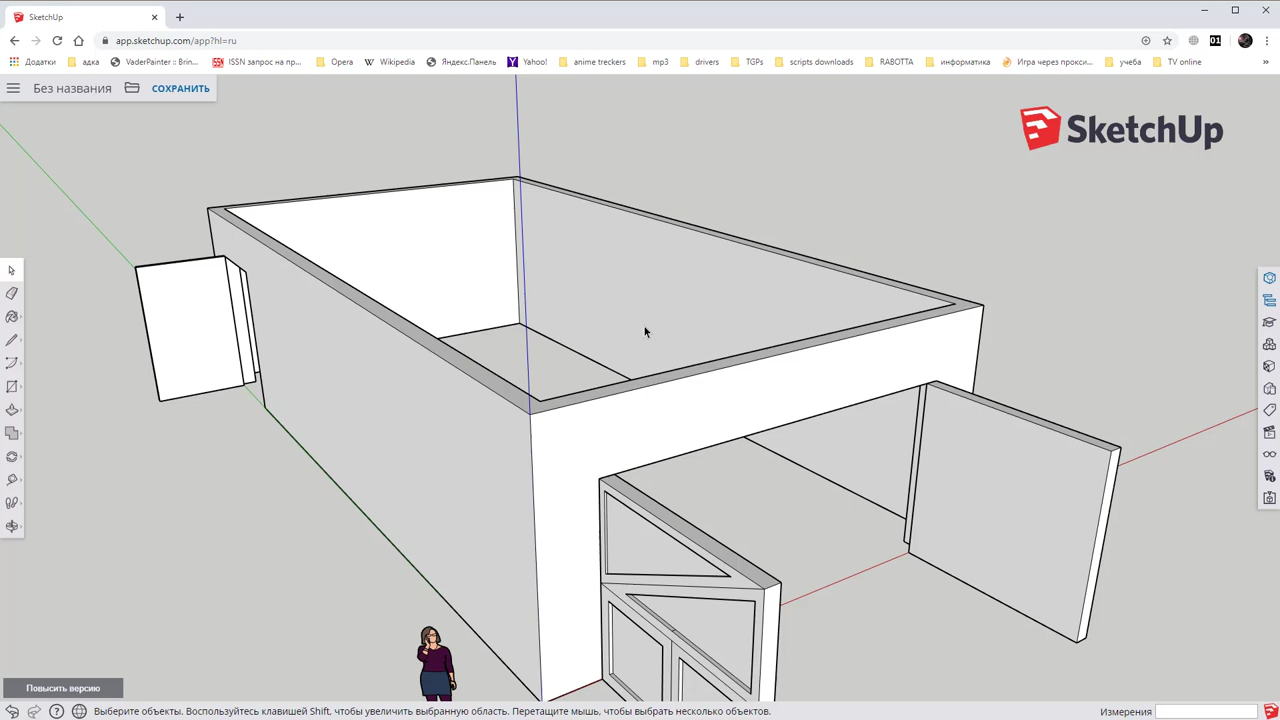 SketchUp
app.sketchup.com/app?hl=ru
Додатки адка VaderPainter :: Brin... ISSN запрос на пр... Opera Wikipedia Яндекс.Панель Yahoo! anime treckers mp3 drivers TGPs scripts downloads RABOTTA информатика Игра через прокси... учеба TV online
Без названия СОХРАНИТЬ
SketchUp
Повысить версию
Выберите объекты. Воспользуйтесь клавишей Shift, чтобы увеличить выбранную область. Перетащите мышь, чтобы выбрать несколько объектов. Измерения